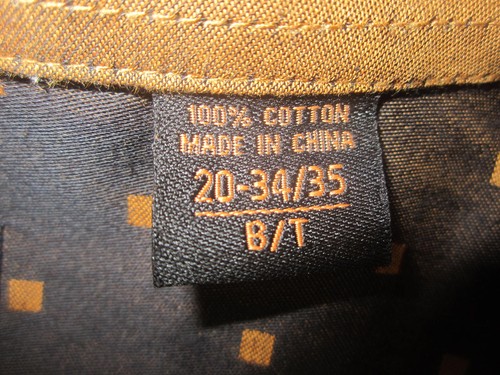 100% COTTON
MADE IN CHINA
20-34/35
B/T